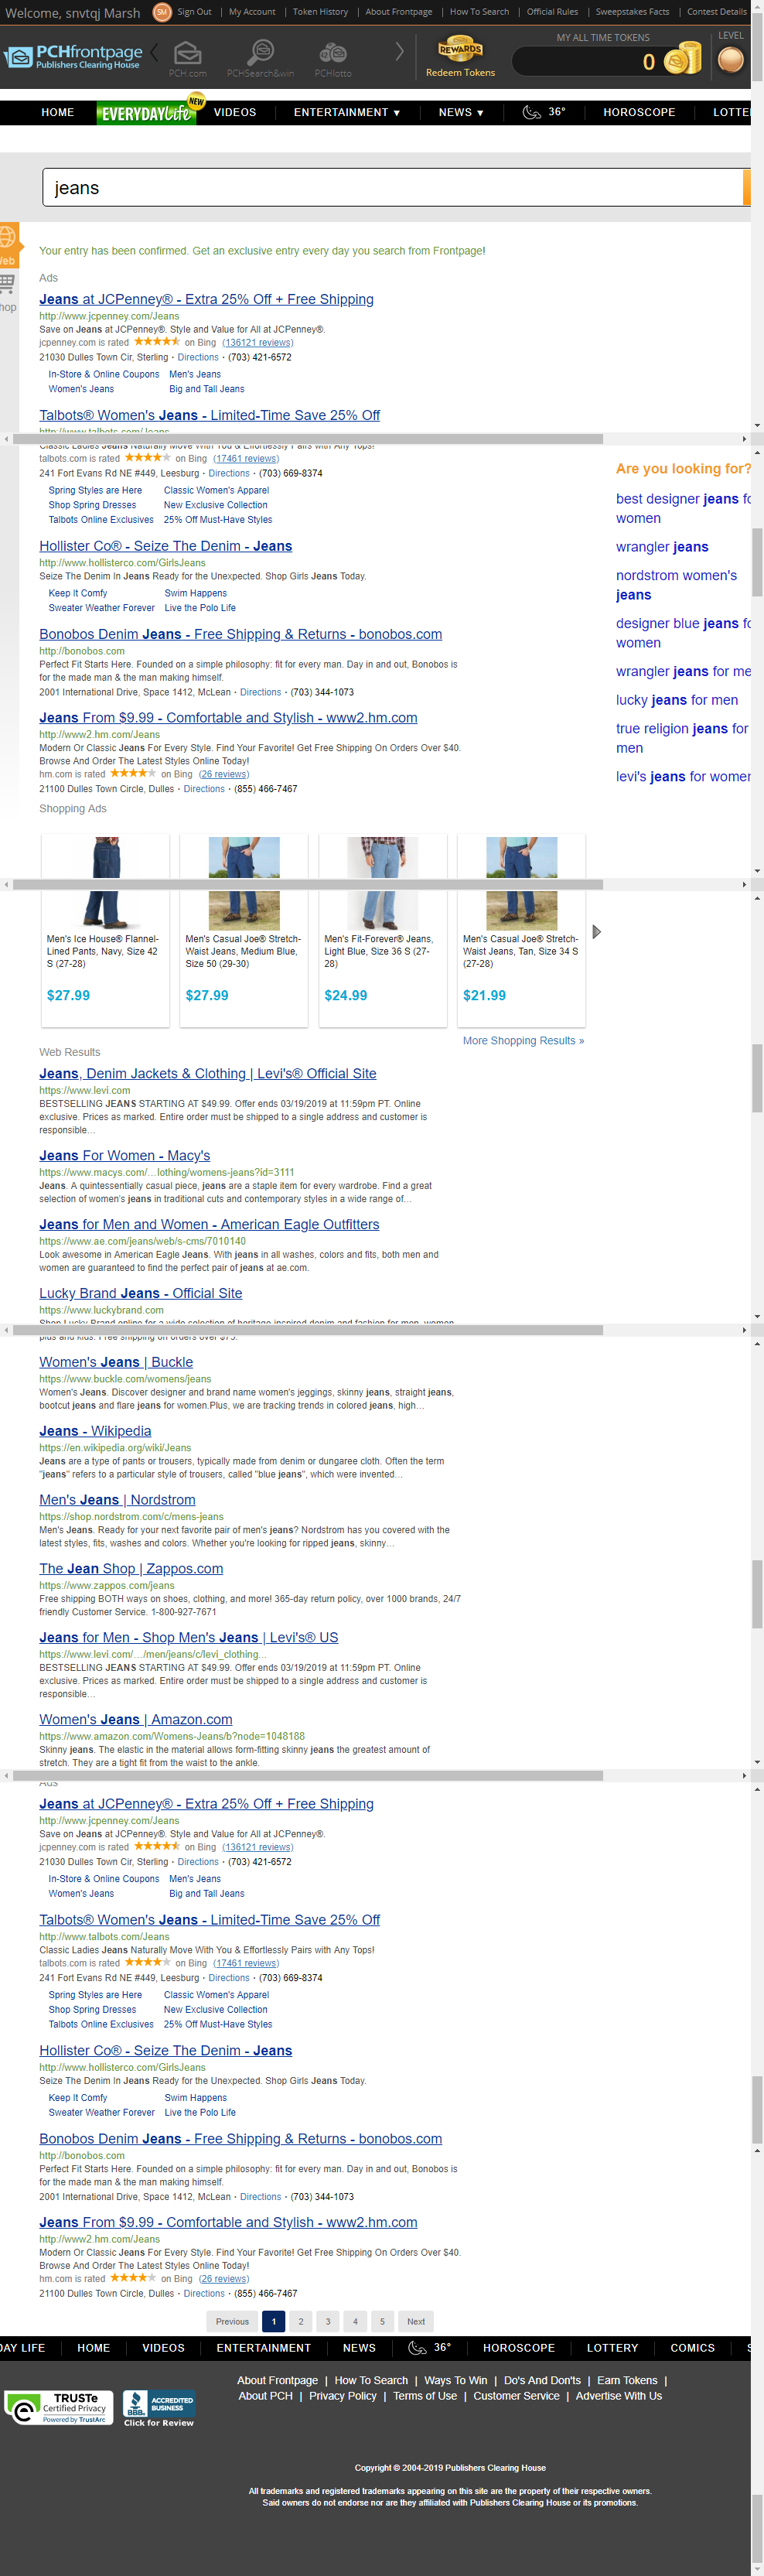 Welcome, snvtqj Marsh SM Sign Out | My Account | Token History | About Frontpage | How To Search | Official Rules | Sweepstakes Facts | Contest Details
PCHfrontpage
Publishers Clearing House
PCH.com PCHSearch&win PCHlotto
REWARDS
Redeem Tokens
MY ALL TIME TOKENS
0
LEVEL
HOME EVERYDAY Life NEW VIDEOS ENTERTAINMENT ▼ NEWS ▼ 36° HOROSCOPE LOTTE
jeans
Web
hop
Your entry has been confirmed. Get an exclusive entry every day you search from Frontpage!
Ads
Jeans at JCPenney® - Extra 25% Off + Free Shipping
http://www.jcpenney.com/Jeans
Save on Jeans at JCPenney®. Style and Value for All at JCPenney®.
jcpenney.com is rated on Bing (136121 reviews)
21030 Dulles Town Cir, Sterling · Directions · (703) 421-6572
In-Store & Online Coupons Men's Jeans
Women's Jeans Big and Tall Jeans
Talbots® Women's Jeans - Limited-Time Save 25% Off
http://www.talbots.com/Jeans
Classic Ladies Jeans Naturally Move With You & Effortlessly Pairs with Any Tops!
talbots.com is rated on Bing (17461 reviews)
241 Fort Evans Rd NE #449, Leesburg · Directions · (703) 669-8374
Spring Styles are Here Classic Women's Apparel
Shop Spring Dresses New Exclusive Collection
Talbots Online Exclusives 25% Off Must-Have Styles
Hollister Co® - Seize The Denim - Jeans
http://www.hollisterco.com/GirlsJeans
Seize The Denim In Jeans Ready for the Unexpected. Shop Girls Jeans Today.
Keep It Comfy Swim Happens
Sweater Weather Forever Live the Polo Life
Bonobos Denim Jeans - Free Shipping & Returns - bonobos.com
http://bonobos.com
Perfect Fit Starts Here. Founded on a simple philosophy: fit for every man. Day in and out, Bonobos is
for the made man & the man making himself.
2001 International Drive, Space 1412, McLean · Directions · (703) 344-1073
Jeans From $9.99 - Comfortable and Stylish - www2.hm.com
http://www2.hm.com/Jeans
Modern Or Classic Jeans For Every Style. Find Your Favorite! Get Free Shipping On Orders Over $40.
Browse And Order The Latest Styles Online Today!
hm.com is rated on Bing (26 reviews)
21100 Dulles Town Circle, Dulles · Directions · (855) 466-7467
Are you looking for?
best designer jeans fo
women
wrangler jeans
nordstrom women's
jeans
designer blue jeans fo
women
wrangler jeans for me
lucky jeans for men
true religion jeans for
men
levi's jeans for women
Shopping Ads
Men's Ice House® Flannel-
Lined Pants, Navy, Size 42
S (27-28)
$27.99
Men's Casual Joe® Stretch-
Waist Jeans, Medium Blue,
Size 50 (29-30)
$27.99
Men's Fit-Forever® Jeans,
Light Blue, Size 36 S (27-
28)
$24.99
Men's Casual Joe® Stretch-
Waist Jeans, Tan, Size 34 S
(27-28)
$21.99
More Shopping Results »
Web Results
Jeans, Denim Jackets & Clothing | Levi's® Official Site
https://www.levi.com
BESTSELLING JEANS STARTING AT $49.99. Offer ends 03/19/2019 at 11:59pm PT. Online
exclusive. Prices as marked. Entire order must be shipped to a single address and customer is
responsible…
Jeans For Women - Macy's
https://www.macys.com/...lothing/womens-jeans?id=3111
Jeans. A quintessentially casual piece, jeans are a staple item for every wardrobe. Find a great
selection of women's jeans in traditional cuts and contemporary styles in a wide range of…
Jeans for Men and Women - American Eagle Outfitters
https://www.ae.com/jeans/web/s-cms/7010140
Look awesome in American Eagle Jeans. With jeans in all washes, colors and fits, both men and
women are guaranteed to find the perfect pair of jeans at ae.com.
Lucky Brand Jeans - Official Site
https://www.luckybrand.com
Shop Lucky Brand online for a wide selection of heritage-inspired denim and fashion for men, women,
plus and kids. Free shipping on orders over $75.
Women's Jeans | Buckle
https://www.buckle.com/womens/jeans
Women's Jeans. Discover designer and brand name women's jeggings, skinny jeans, straight jeans,
bootcut jeans and flare jeans for women.Plus, we are tracking trends in colored jeans, high…
Jeans - Wikipedia
https://en.wikipedia.org/wiki/Jeans
Jeans are a type of pants or trousers, typically made from denim or dungaree cloth. Often the term
"jeans" refers to a particular style of trousers, called "blue jeans", which were invented…
Men's Jeans | Nordstrom
https://shop.nordstrom.com/c/mens-jeans
Men's Jeans. Ready for your next favorite pair of men's jeans? Nordstrom has you covered with the
latest styles, fits, washes and colors. Whether you're looking for ripped jeans, skinny…
The Jean Shop | Zappos.com
https://www.zappos.com/jeans
Free shipping BOTH ways on shoes, clothing, and more! 365-day return policy, over 1000 brands, 24/7
friendly Customer Service. 1-800-927-7671
Jeans for Men - Shop Men's Jeans | Levi's® US
https://www.levi.com/.../men/jeans/c/levi_clothing...
BESTSELLING JEANS STARTING AT $49.99. Offer ends 03/19/2019 at 11:59pm PT. Online
exclusive. Prices as marked. Entire order must be shipped to a single address and customer is
responsible…
Women's Jeans | Amazon.com
https://www.amazon.com/Womens-Jeans/b?node=1048188
Skinny jeans. The elastic in the material allows form-fitting skinny jeans the greatest amount of
stretch. They are a tight fit from the waist to the ankle.
Ads
Jeans at JCPenney® - Extra 25% Off + Free Shipping
http://www.jcpenney.com/Jeans
Save on Jeans at JCPenney®. Style and Value for All at JCPenney®.
jcpenney.com is rated on Bing (136121 reviews)
21030 Dulles Town Cir, Sterling · Directions · (703) 421-6572
In-Store & Online Coupons Men's Jeans
Women's Jeans Big and Tall Jeans
Talbots® Women's Jeans - Limited-Time Save 25% Off
http://www.talbots.com/Jeans
Classic Ladies Jeans Naturally Move With You & Effortlessly Pairs with Any Tops!
talbots.com is rated on Bing (17461 reviews)
241 Fort Evans Rd NE #449, Leesburg · Directions · (703) 669-8374
Spring Styles are Here Classic Women's Apparel
Shop Spring Dresses New Exclusive Collection
Talbots Online Exclusives 25% Off Must-Have Styles
Hollister Co® - Seize The Denim - Jeans
http://www.hollisterco.com/GirlsJeans
Seize The Denim In Jeans Ready for the Unexpected. Shop Girls Jeans Today.
Keep It Comfy Swim Happens
Sweater Weather Forever Live the Polo Life
Bonobos Denim Jeans - Free Shipping & Returns - bonobos.com
http://bonobos.com
Perfect Fit Starts Here. Founded on a simple philosophy: fit for every man. Day in and out, Bonobos is
for the made man & the man making himself.
2001 International Drive, Space 1412, McLean · Directions · (703) 344-1073
Jeans From $9.99 - Comfortable and Stylish - www2.hm.com
http://www2.hm.com/Jeans
Modern Or Classic Jeans For Every Style. Find Your Favorite! Get Free Shipping On Orders Over $40.
Browse And Order The Latest Styles Online Today!
hm.com is rated on Bing (26 reviews)
21100 Dulles Town Circle, Dulles · Directions · (855) 466-7467
Previous 1 2 3 4 5 Next
DAY LIFE HOME VIDEOS ENTERTAINMENT NEWS 36° HOROSCOPE LOTTERY COMICS S
About Frontpage | How To Search | Ways To Win | Do's And Don'ts | Earn Tokens |
About PCH | Privacy Policy | Terms of Use | Customer Service | Advertise With Us
TRUSTe
Certified Privacy
Powered by TrustArc
BBB.
ACCREDITED
BUSINESS
Click for Review
Copyright © 2004-2019 Publishers Clearing House
All trademarks and registered trademarks appearing on this site are the property of their respective owners.
Said owners do not endorse nor are they affiliated with Publishers Clearing House or its promotions.